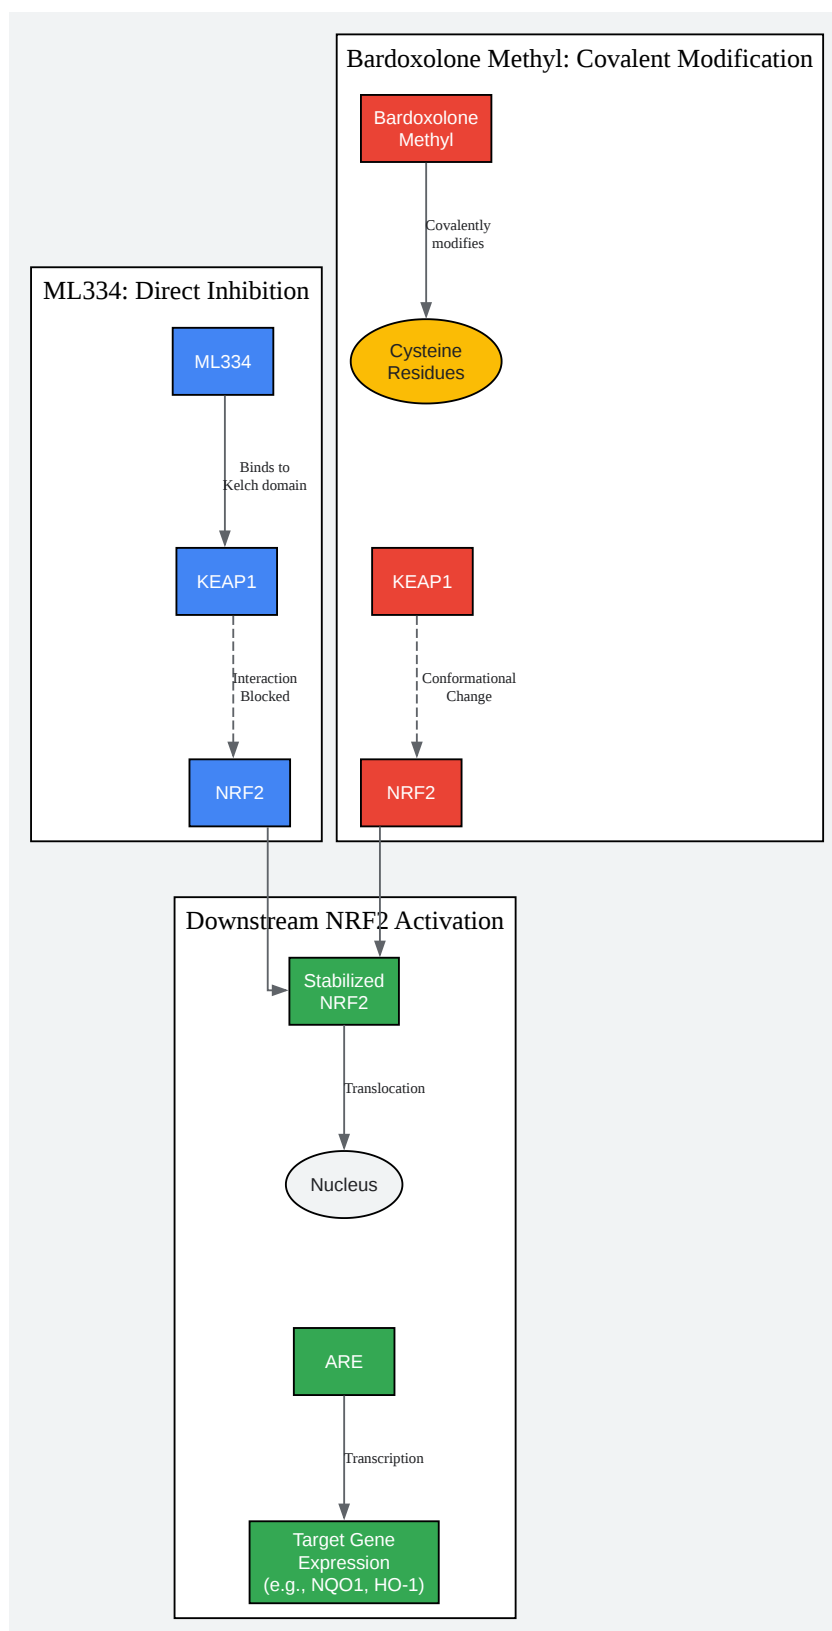 Bardoxolone Methyl: Covalent Modification
Bardoxolone
Methyl
Covalently
modifies
Cysteine
Residues
KEAP1
Conformational
Change
NRF2
ML334: Direct Inhibition
ML334
Binds to
Kelch domain
KEAP1
Interaction
Blocked
NRF2
Downstream NRF2 Activation
Stabilized
NRF2
Translocation
Nucleus
ARE
Transcription
Target Gene
Expression
(e.g., NQO1, HO-1)